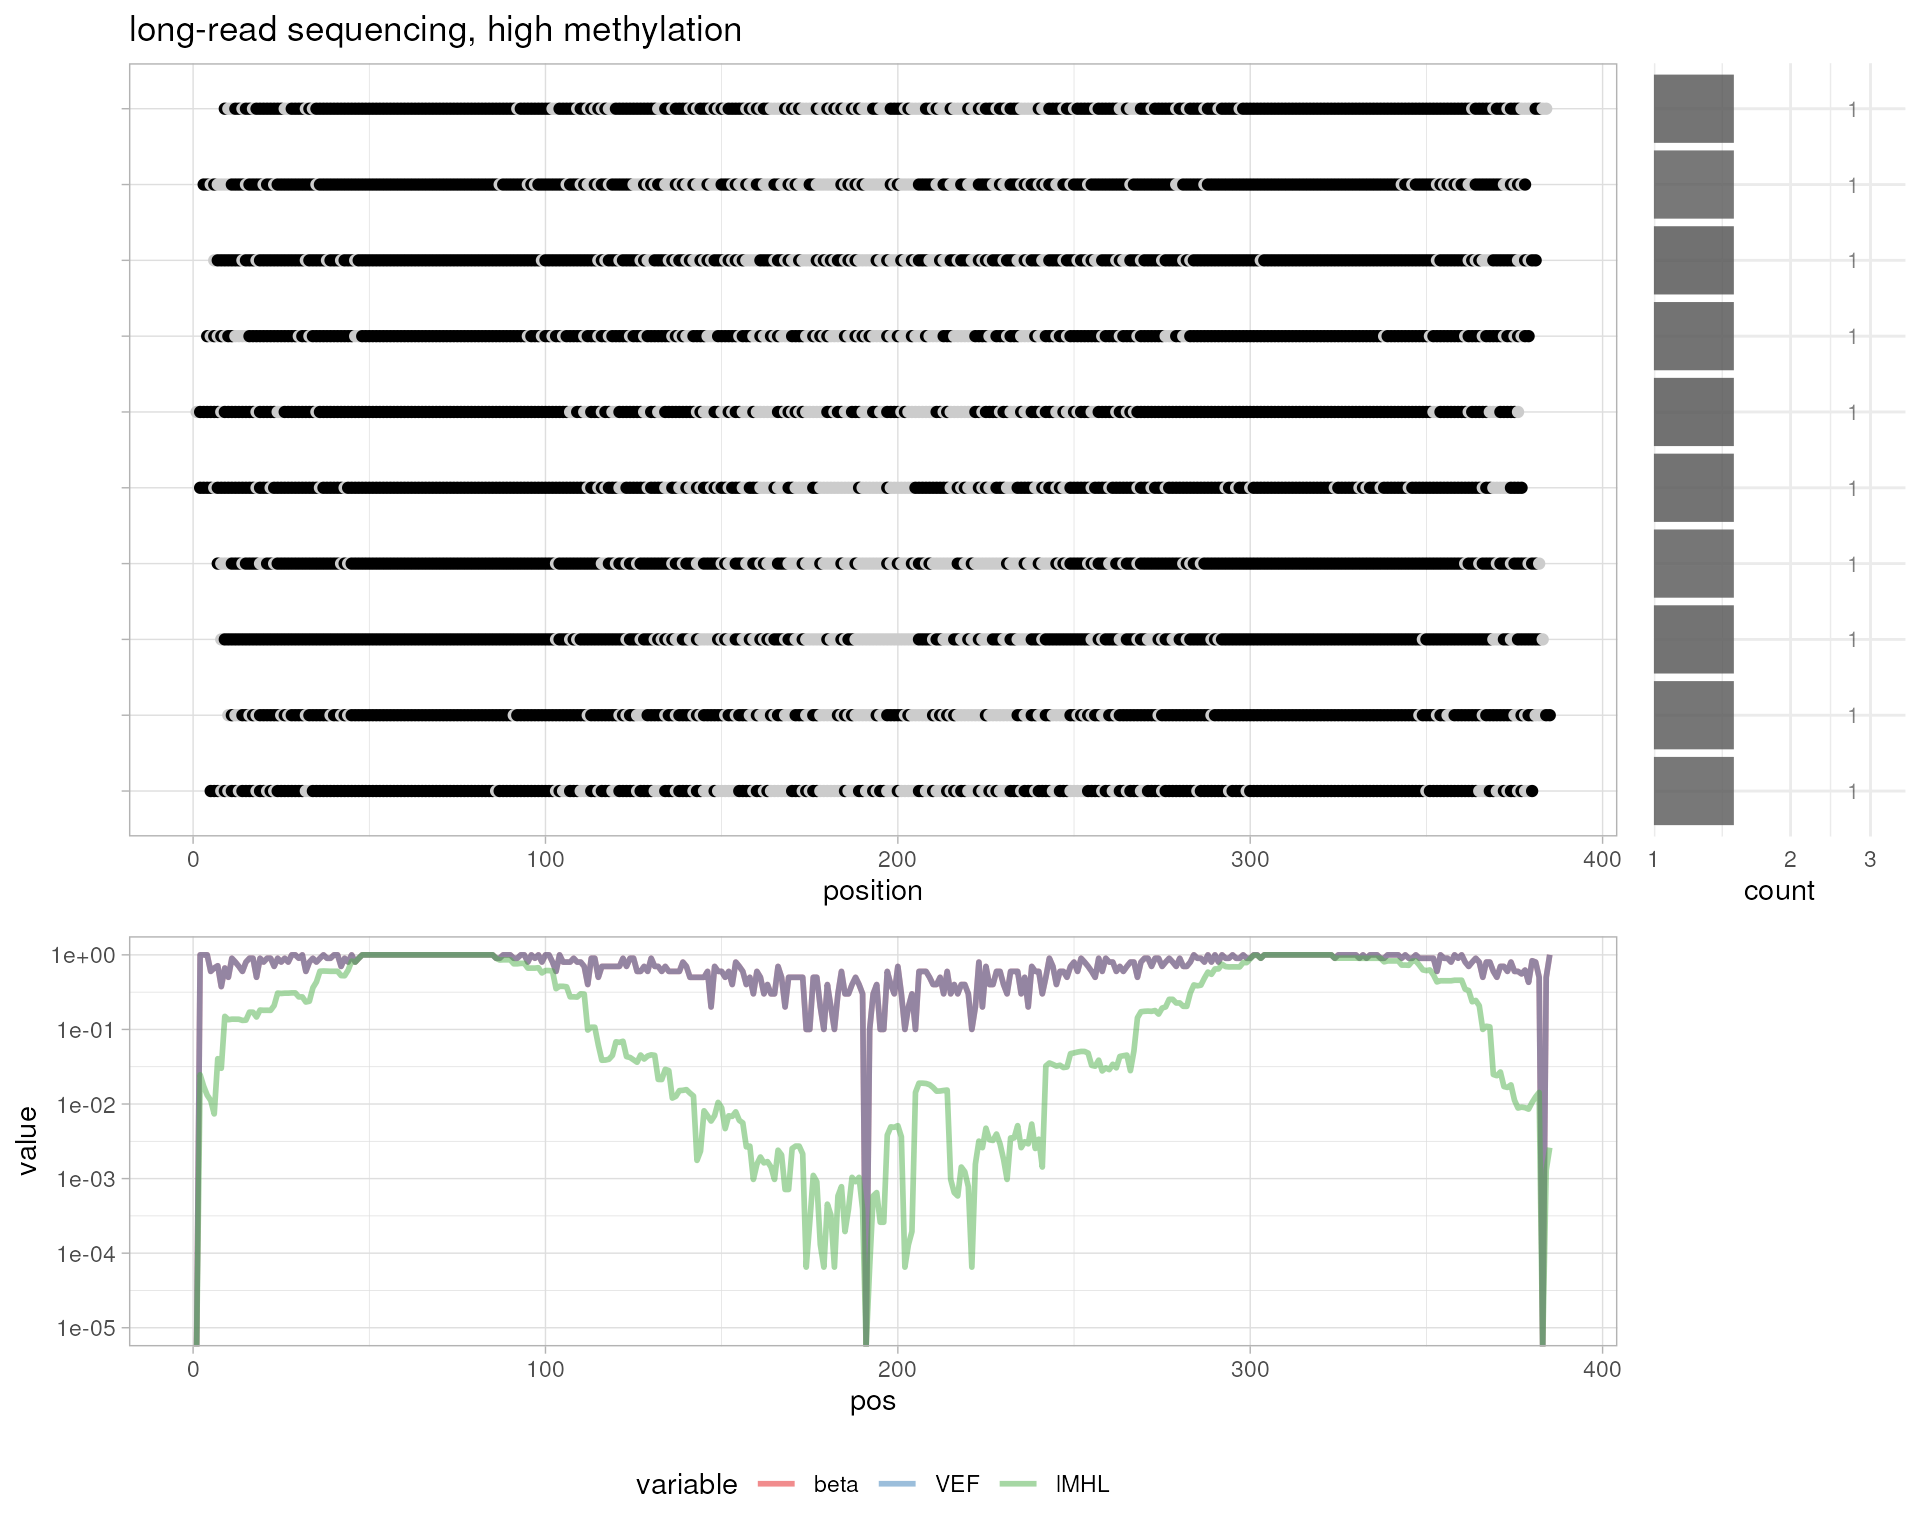 long-read sequencing, high methylation
1
1
1
1
1
1
1
1
1
1
0 100 200 300 400 1 2 3
position count
1e+00
1e-01
1e-02
1e-03
1e-04
1e-05
value
0 100 200 300 400
pos
variable beta VEF lMHL